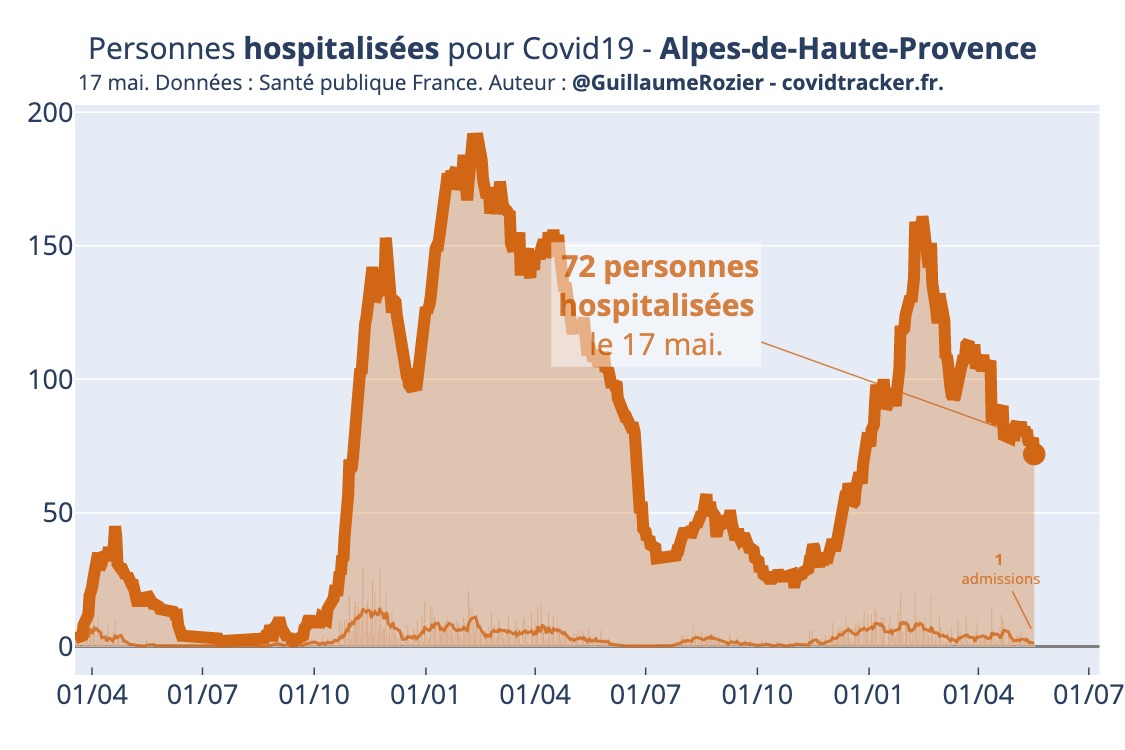 Personnes hospitalisées pour Covid19 - Alpes-de-Haute-Provence
17 mai. Données : Santé publique France. Auteur : @GuillaumeRozier - covidtracker.fr.
200
150
100
50
0
72 personnes
hospitalisées
le 17 mai.
1
admissions
01/04 01/07 01/10 01/01 01/04 01/07 01/10 01/01 01/04 01/07